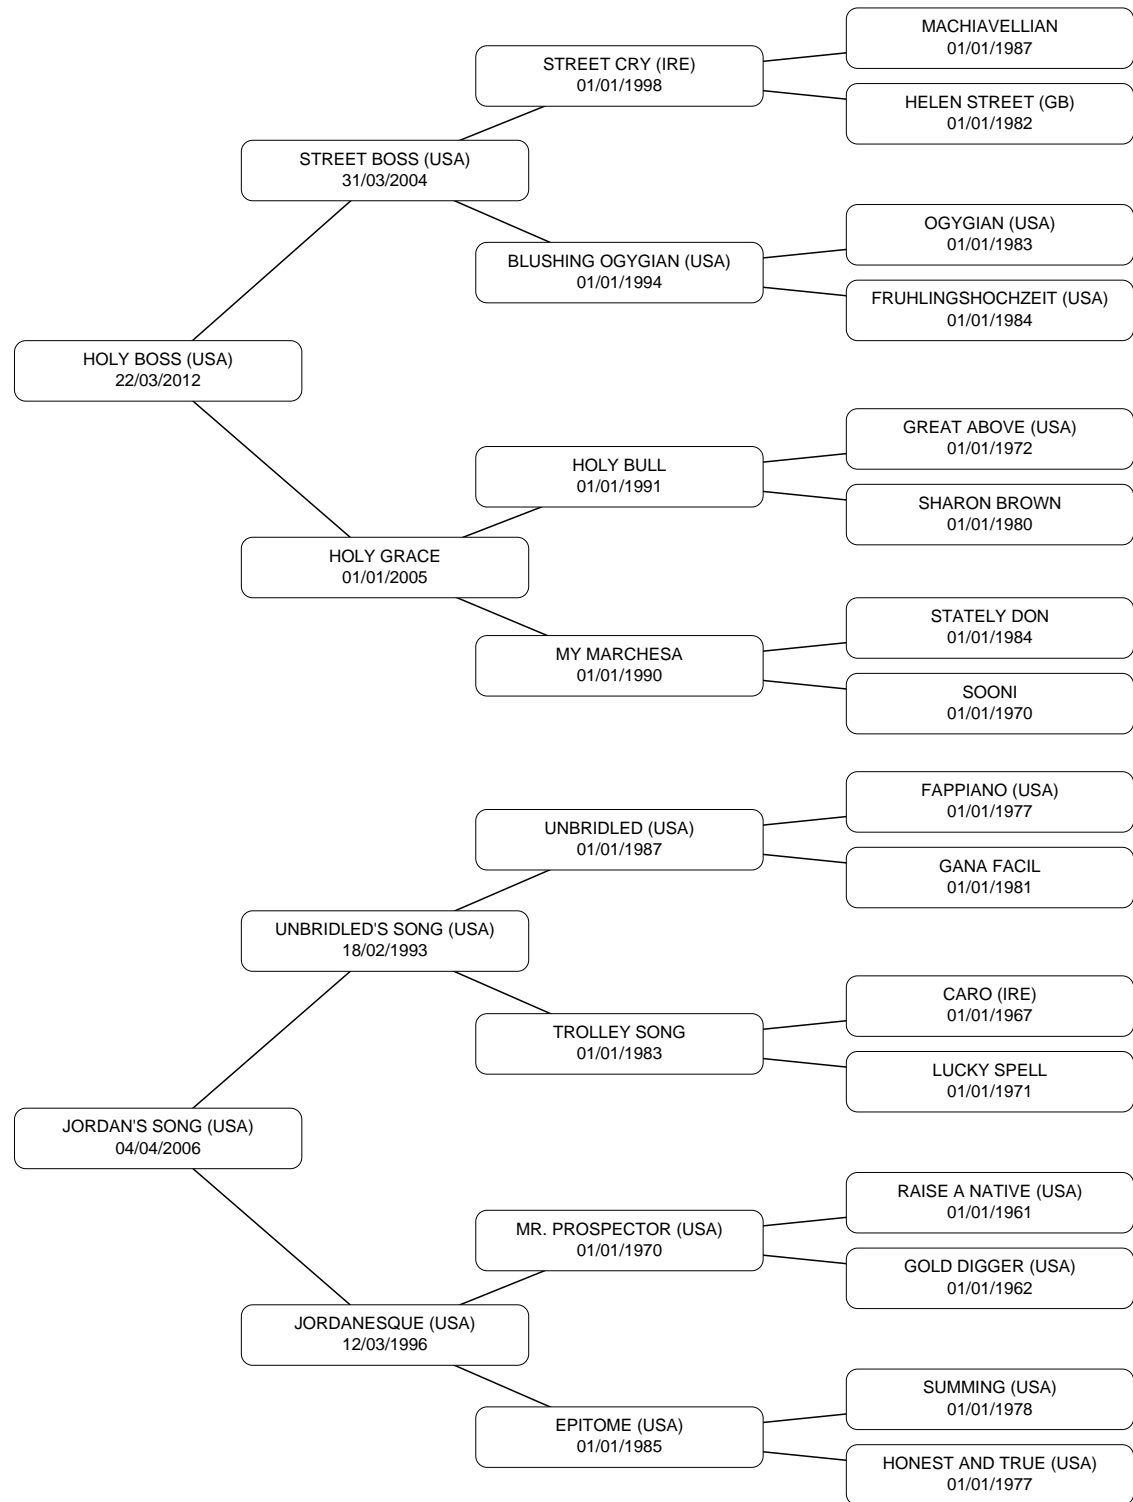 MACHIAVELLIAN
01/01/1987
STREET CRY (IRE)
01/01/1998
HELEN STREET (GB)
01/01/1982
STREET BOSS (USA)
31/03/2004
OGYGIAN (USA)
01/01/1983
BLUSHING OGYGIAN (USA)
01/01/1994
FRUHLINGSHOCHZEIT (USA)
01/01/1984
HOLY BOSS (USA)
22/03/2012
GREAT ABOVE (USA)
01/01/1972
HOLY BULL
01/01/1991
SHARON BROWN
01/01/1980
HOLY GRACE
01/01/2005
STATELY DON
01/01/1984
MY MARCHESA
01/01/1990
SOONI
01/01/1970
FAPPIANO (USA)
01/01/1977
UNBRIDLED (USA)
01/01/1987
GANA FACIL
01/01/1981
UNBRIDLED'S SONG (USA)
18/02/1993
CARO (IRE)
01/01/1967
TROLLEY SONG
01/01/1983
LUCKY SPELL
01/01/1971
JORDAN'S SONG (USA)
04/04/2006
RAISE A NATIVE (USA)
01/01/1961
MR. PROSPECTOR (USA)
01/01/1970
GOLD DIGGER (USA)
01/01/1962
JORDANESQUE (USA)
12/03/1996
SUMMING (USA)
01/01/1978
EPITOME (USA)
01/01/1985
HONEST AND TRUE (USA)
01/01/1977